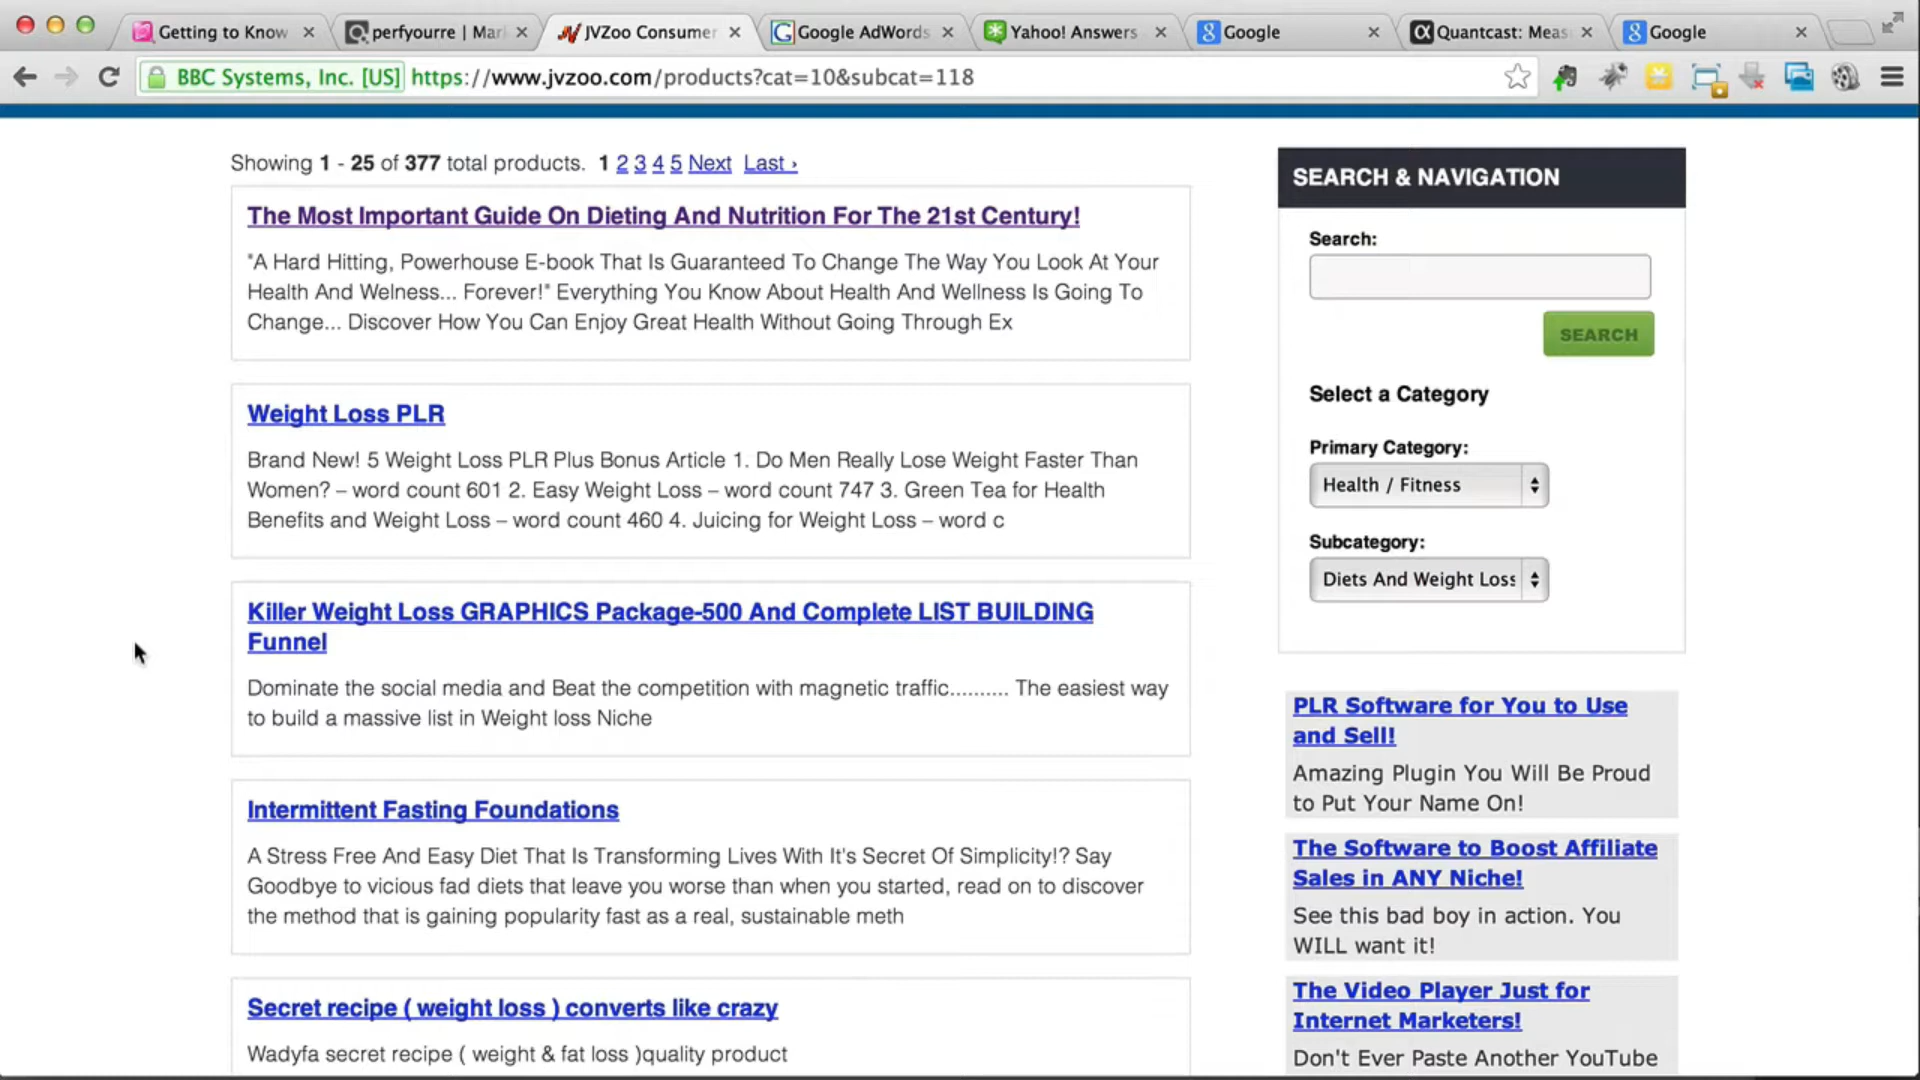 Getting to Know
perfyourre | Mar
JVZoo Consumer
Google AdWords
Yahoo! Answers
Google
Quantcast: Meas
Google
BBC Systems, Inc. [US] https://www.jvzoo.com/products?cat=10&subcat=118
Showing 1 - 25 of 377 total products. 1 2 3 4 5 Next Last ›
The Most Important Guide On Dieting And Nutrition For The 21st Century!
"A Hard Hitting, Powerhouse E-book That Is Guaranteed To Change The Way You Look At Your
Health And Welness... Forever!" Everything You Know About Health And Wellness Is Going To
Change... Discover How You Can Enjoy Great Health Without Going Through Ex
Weight Loss PLR
Brand New! 5 Weight Loss PLR Plus Bonus Article 1. Do Men Really Lose Weight Faster Than
Women? – word count 601 2. Easy Weight Loss – word count 747 3. Green Tea for Health
Benefits and Weight Loss – word count 460 4. Juicing for Weight Loss – word c
Killer Weight Loss GRAPHICS Package-500 And Complete LIST BUILDING
Funnel
Dominate the social media and Beat the competition with magnetic traffic.......... The easiest way
to build a massive list in Weight loss Niche
Intermittent Fasting Foundations
A Stress Free And Easy Diet That Is Transforming Lives With It's Secret Of Simplicity!? Say
Goodbye to vicious fad diets that leave you worse than when you started, read on to discover
the method that is gaining popularity fast as a real, sustainable meth
Secret recipe ( weight loss ) converts like crazy
Wadyfa secret recipe ( weight & fat loss )quality product
SEARCH & NAVIGATION
Search:
SEARCH
Select a Category
Primary Category:
Health / Fitness
Subcategory:
Diets And Weight Loss
PLR Software for You to Use
and Sell!
Amazing Plugin You Will Be Proud
to Put Your Name On!
The Software to Boost Affiliate
Sales in ANY Niche!
See this bad boy in action. You
WILL want it!
The Video Player Just for
Internet Marketers!
Don't Ever Paste Another YouTube